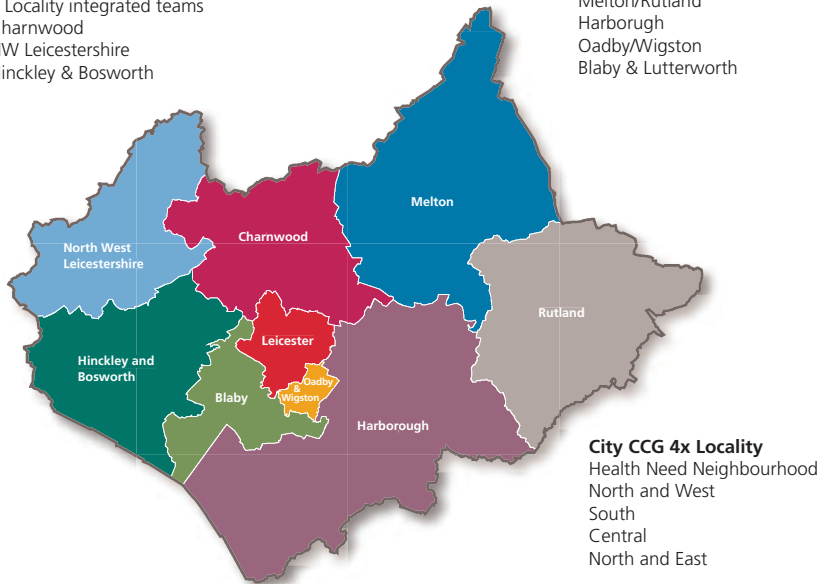 Locality integrated teams
harnwood
W Leicestershire
inckley & Bosworth
Melton/Rutland
Harborugh
Oadby/Wigston
Blaby & Lutterworth
Melton
Charnwood
North West
Leicestershire
Rutland
Leicester
Hinckley and
Bosworth
Oadby
&
Wigston
Blaby
Harborough
City CCG 4x Locality
Health Need Neighbourhood
North and West
South
Central
North and East